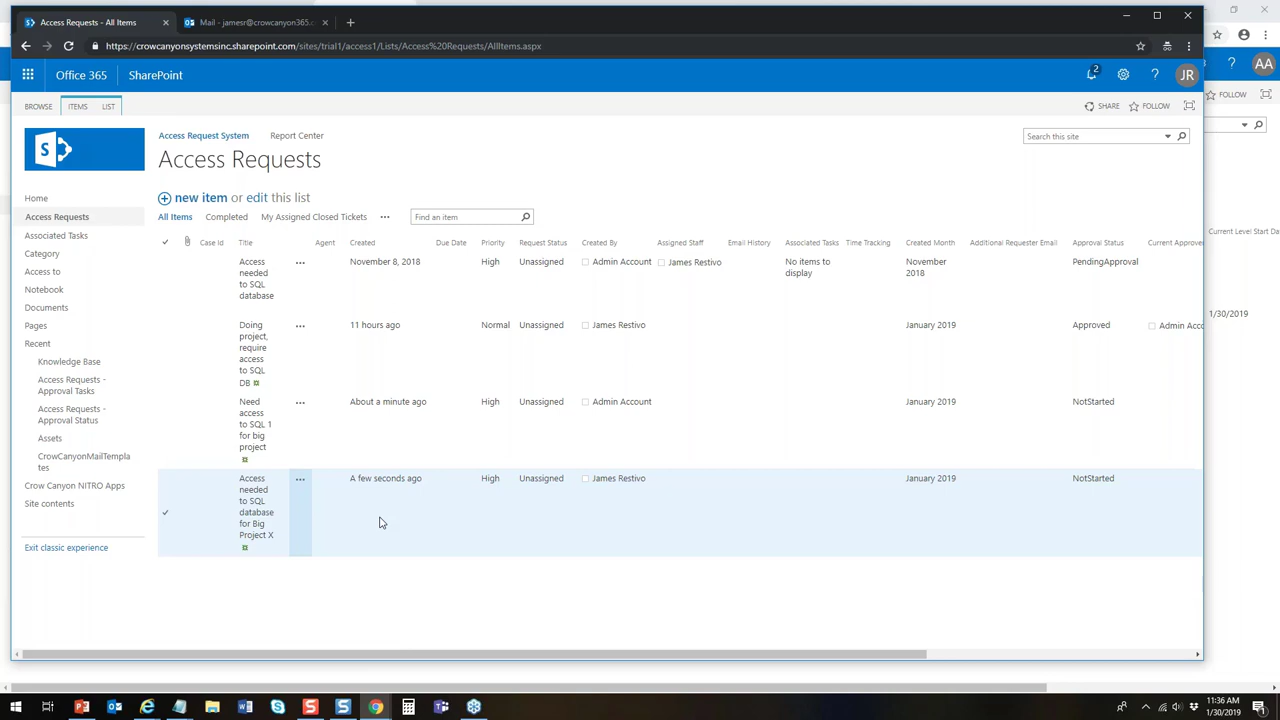 Access Requests - All Items
Mail - jamesr@crowcanyon365.c
https://crowcanyonsystemsinc.sharepoint.com/sites/trial1/access1/Lists/Access%20Requests/AllItems.aspx
Office 365
SharePoint
2
?
JR
?
AA
BROWSE
ITEMS
LIST
SHARE
FOLLOW
FOLLOW
S
Access Request System
Report Center
Search this site
Access Requests
new item or edit this list
All Items
Completed
My Assigned Closed Tickets
...
Find an item
Home
Access Requests
Associated Tasks
Category
Access to
Notebook
Documents
Pages
Recent
Knowledge Base
Access Requests -
Approval Tasks
Access Requests -
Approval Status
Assets
CrowCanyonMailTempla
tes
Crow Canyon NITRO Apps
Site contents
Exit classic experience
Case Id
Title
Agent
Created
Due Date
Priority
Request Status
Created By
Assigned Staff
Email History
Associated Tasks
Time Tracking
Created Month
Additional Requester Email
Approval Status
Current Approver
Current Level Start Da
Access
needed
to SQL
database
...
November 8, 2018
High
Unassigned
Admin Account
James Restivo
No items to
display
November
2018
PendingApproval
Doing
project,
require
access
to SQL
DB
...
11 hours ago
Normal
Unassigned
James Restivo
January 2019
Approved
Admin Acco
1/30/2019
Need
access
to SQL 1
for big
project
...
About a minute ago
High
Unassigned
Admin Account
January 2019
NotStarted
Access
needed
to SQL
database
for Big
Project X
...
A few seconds ago
High
Unassigned
James Restivo
January 2019
NotStarted
11:36 AM
1/30/2019